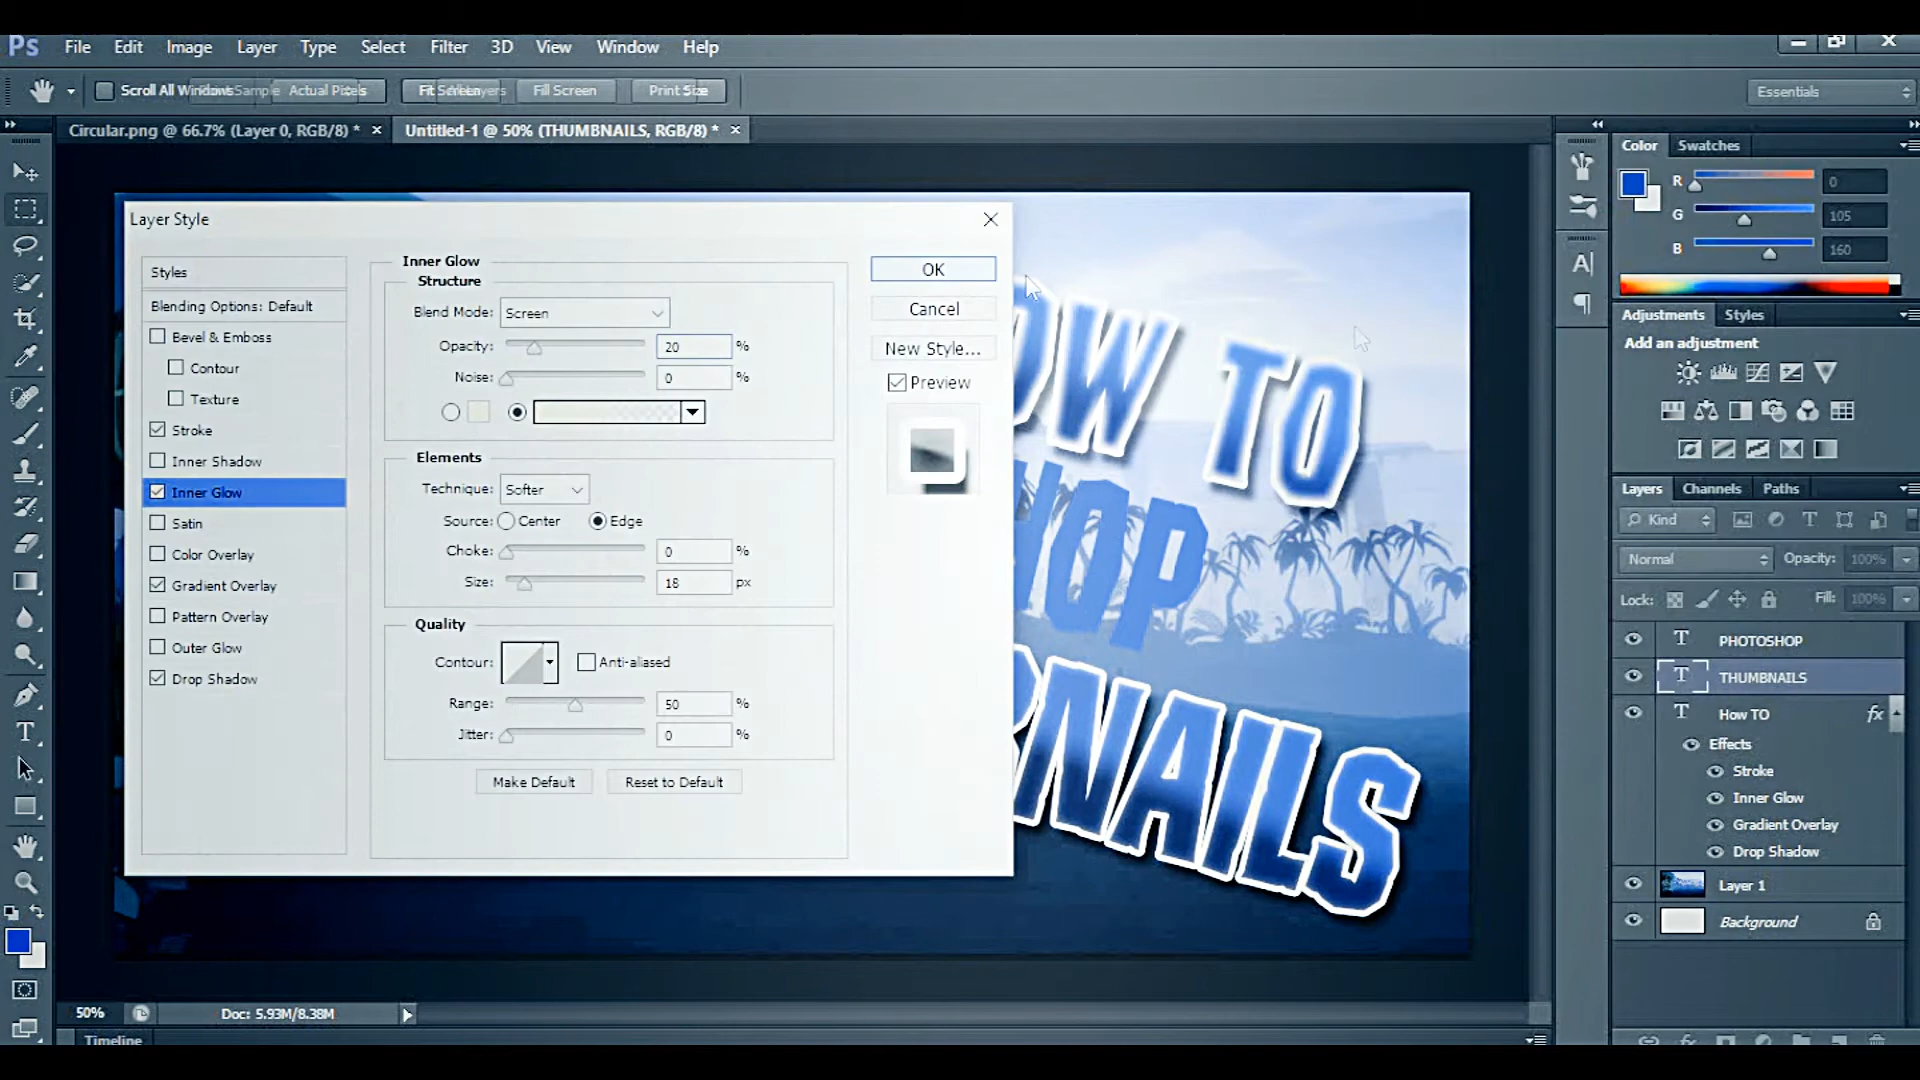 Ps File Edit Image Layer Type Select Filter 3D View Window Help
Scroll All Windows Actual Pixels Fit Screen Fill Screen Print Size Essentials
Circular.png @ 66.7% (Layer 0, RGB/8) * × Untitled-1 @ 50% (THUMBNAILS, RGB/8) * ×
Layer Style
Styles
Blending Options: Default
Bevel & Emboss
Contour
Texture
Stroke
Inner Shadow
Inner Glow
Satin
Color Overlay
Gradient Overlay
Pattern Overlay
Outer Glow
Drop Shadow
Inner Glow
Structure
Blend Mode: Screen
Opacity: 20 %
Noise: 0 %
Elements
Technique: Softer
Source: Center Edge
Choke: 0 %
Size: 18 px
Quality
Contour: Anti-aliased
Range: 50 %
Jitter: 0 %
Make Default Reset to Default
OK
Cancel
New Style...
Preview
OW TO
HOP
BNAILS
Color Swatches
R 0
G 105
B 160
Adjustments Styles
Add an adjustment
Layers Channels Paths
Kind
Normal Opacity: 100%
Lock: Fill: 100%
T PHOTOSHOP
T THUMBNAILS
T How TO fx
Effects
Stroke
Inner Glow
Gradient Overlay
Drop Shadow
Layer 1
Background
50% Doc: 5.93M/8.38M
Timeline